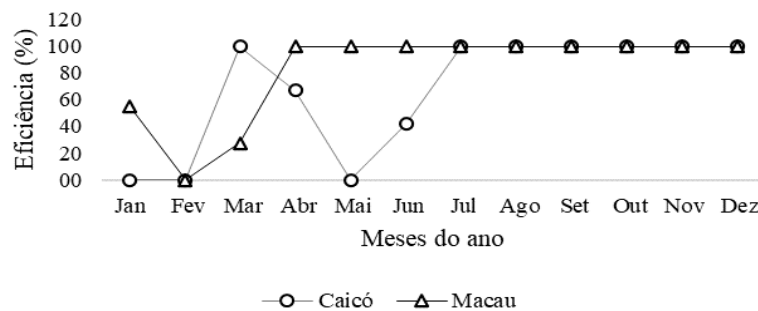 120
100
80
60
40
20
00
Eficiência (%)
Jan Fev Mar Abr Mai Jun Jul Ago Set Out Nov Dez
Meses do ano
Caicó Macau